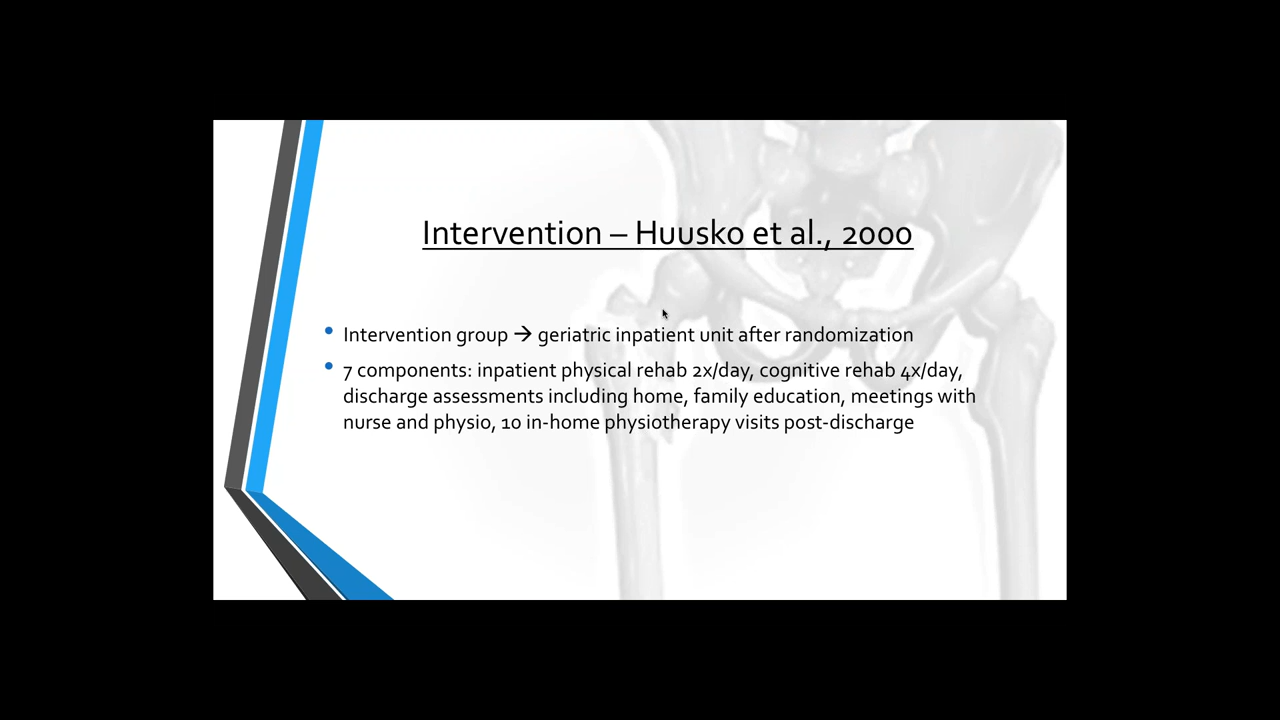 Intervention – Huusko et al., 2000
• Intervention group → geriatric inpatient unit after randomization
• 7 components: inpatient physical rehab 2x/day, cognitive rehab 4x/day,
discharge assessments including home, family education, meetings with
nurse and physio, 10 in-home physiotherapy visits post-discharge